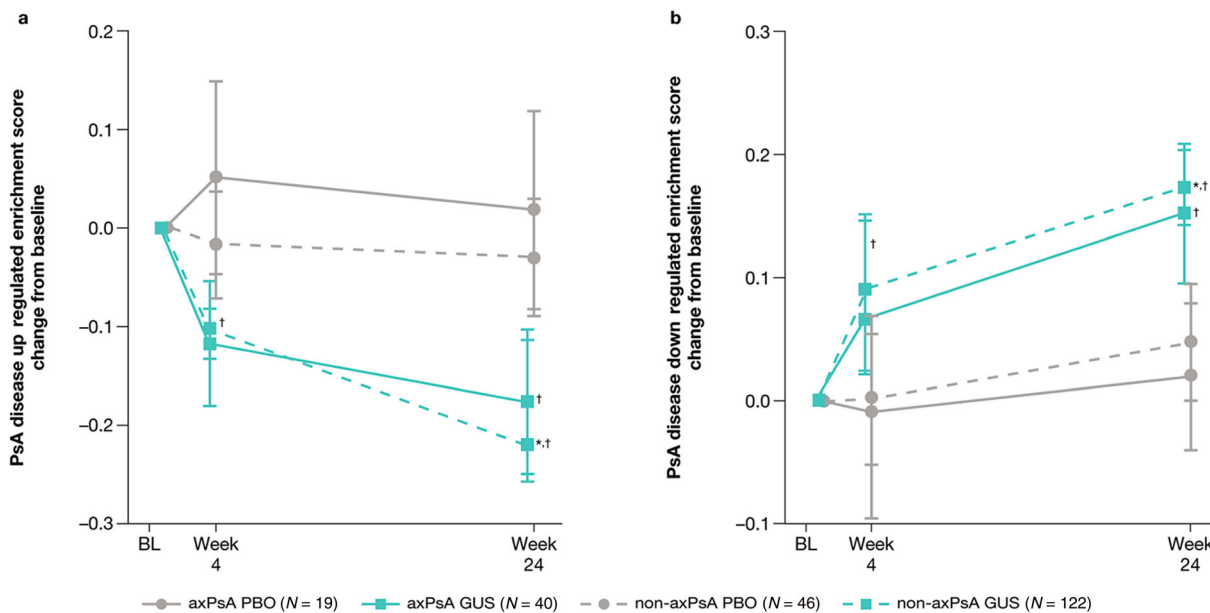 a
PsA disease up regulated enrichment score
change from baseline
0.2
0.1
0.0
−0.1
−0.2
−0.3
†
†
*,†
BL
Week
4
Week
24
b
PsA disease down regulated enrichment score
change from baseline
0.3
0.2
0.1
0.0
−0.1
†
*,†
†
BL
Week
4
Week
24
axPsA PBO (N = 19) axPsA GUS (N = 40) non-axPsA PBO (N = 46) non-axPsA GUS (N = 122)